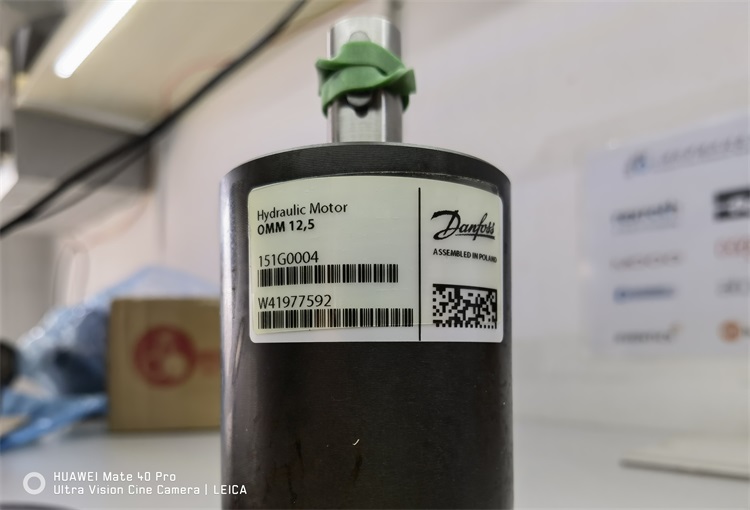 Hydraulic Motor
OMM 12,5
151G0004
W41977592
Danfoss
ASSEMBLED IN POLAND
HUAWEI Mate 40 Pro
Ultra Vision Cine Camera | LEICA